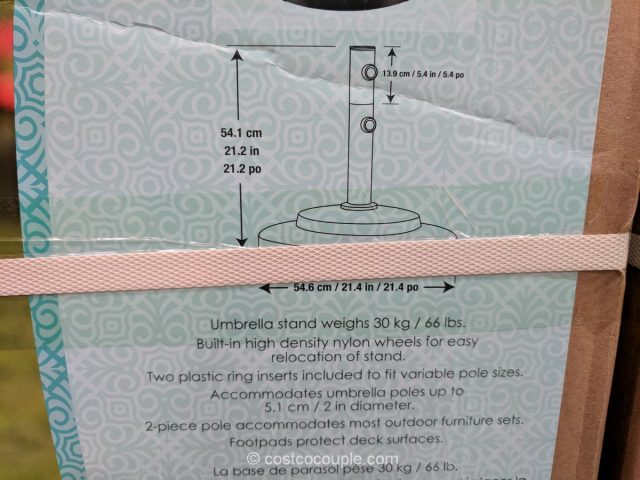 13.9 cm / 5.4 in / 5.4 po
54.1 cm
21.2 in
21.2 po
54.6 cm / 21.4 in / 21.4 po
Umbrella stand weighs 30 kg / 66 lbs.
Built-in high density nylon wheels for easy
relocation of stand.
Two plastic ring inserts included to fit variable pole sizes.
Accommodates umbrella poles up to
5.1 cm / 2 in diameter.
2-piece pole accommodates most outdoor furniture sets.
Footpads protect deck surfaces.
La base de parasol pèse 30 kg / 66 lb.
© costcocouple.com